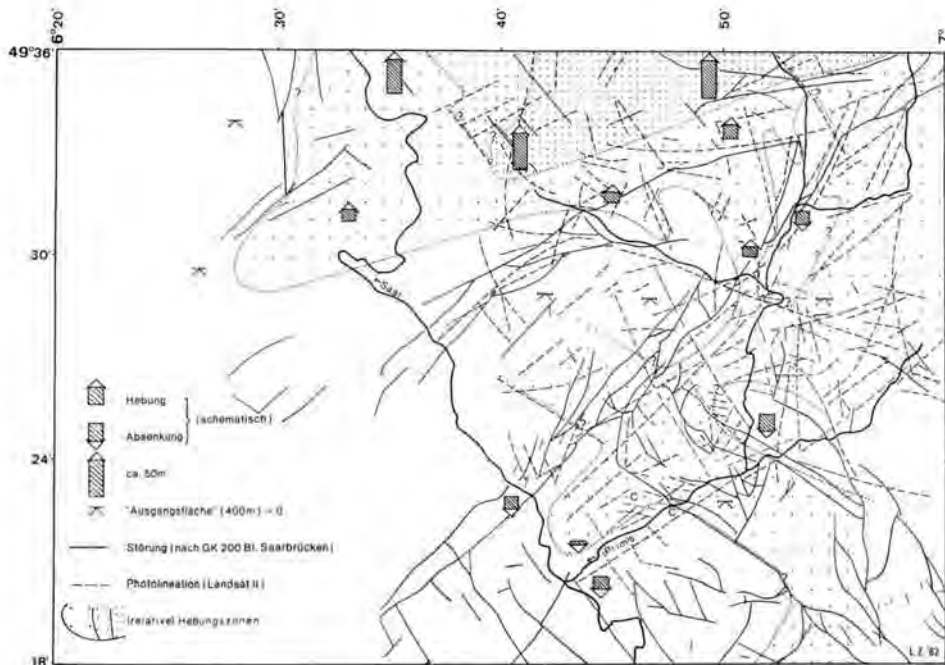 6°20' 30' 40' 50' 7°
49°36'
30'
24'
18'
Saar
Prims
Hebung
Absenkung
(schematisch)
ca. 50m
"Ausgangsfläche" (400m) = 0
Störung (nach GK 200 Bl. Saarbrücken)
Photolineation (Landsat II)
(relative) Hebungszonen
L.Z. '82